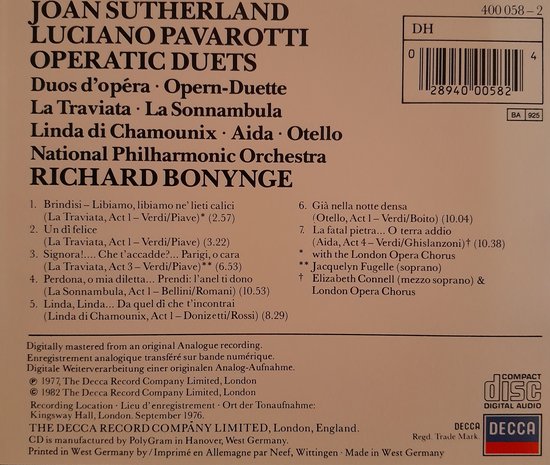 JOAN SUTHERLAND
LUCIANO PAVAROTTI
OPERATIC DUETS
Duos d'opéra · Opern-Duette
La Traviata · La Sonnambula
Linda di Chamounix · Aida · Otello
National Philharmonic Orchestra
RICHARD BONYNGE
400 058-2
DH
0 28940 00582 4
BA 925
1. Brindisi – Libiamo, libiamo ne' lieti calici
(La Traviata, Act 1 – Verdi/Piave)* (2.57)
2. Un dì felice
(La Traviata, Act 1 – Verdi/Piave) (3.22)
3. Signora!.... Che t'accadde?... Parigi, o cara
(La Traviata, Act 3 – Verdi/Piave)** (6.53)
4. Perdona, o mia diletta... Prendi: l'anel ti dono
(La Sonnambula, Act 1 – Bellini/Romani) (10.53)
5. Linda, Linda... Da quel dì che t'incontrai
(Linda di Chamounix, Act 1 – Donizetti/Rossi) (8.29)
6. Già nella notte densa
(Otello, Act 1 – Verdi/Boito) (10.04)
7. La fatal pietra... O terra addio
(Aida, Act 4 – Verdi/Ghislanzoni)† (10.38)
* with the London Opera Chorus
** Jacquelyn Fugelle (soprano)
† Elizabeth Connell (mezzo soprano) &
London Opera Chorus
Digitally mastered from an original Analogue recording.
Enregistrement analogique transféré sur bande numérique.
Digitale Weiterverarbeitung einer originalen Analog-Aufnahme.
℗ 1977, The Decca Record Company Limited, London
© 1982 The Decca Record Company Limited, London
Recording Location · Lieu d'enregistrement · Ort der Tonaufnahme:
Kingsway Hall, London. September 1976.
THE DECCA RECORD COMPANY LIMITED, London, England.
CD is manufactured by PolyGram in Hanover, West Germany.
Printed in West Germany by/Imprimé en Allemagne par Neef, Wittingen · Made in West Germany
COMPACT
disc
DIGITAL AUDIO
DECCA
Regd. Trade Mark.
DECCA